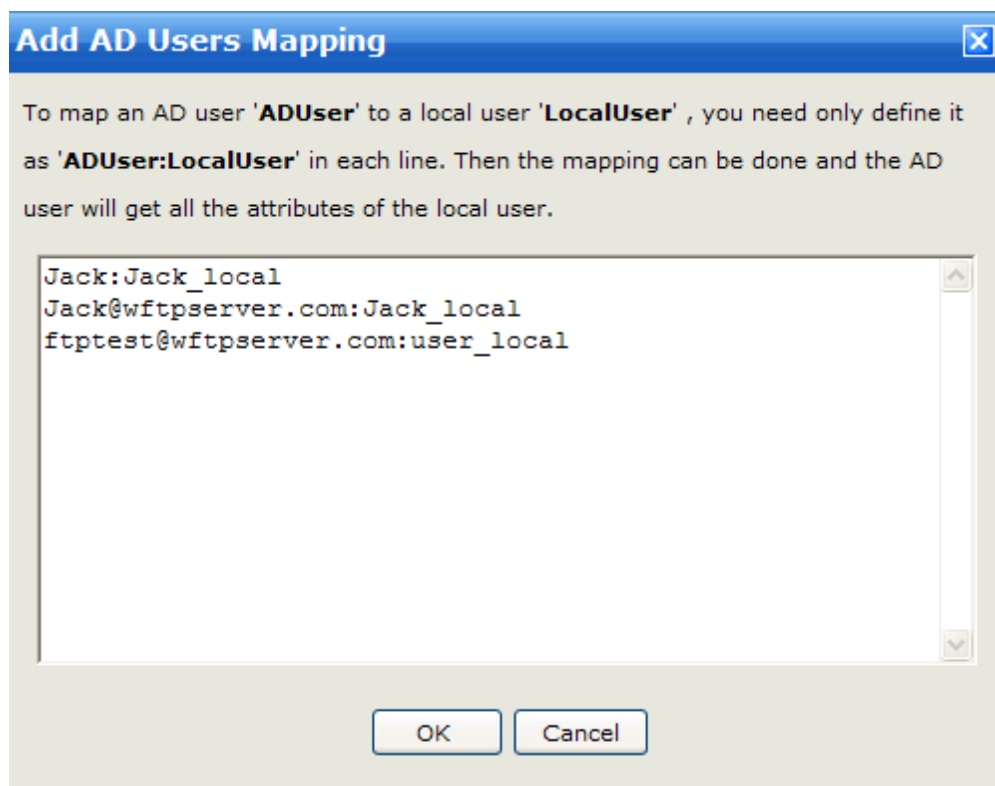 Add AD Users Mapping
To map an AD user 'ADUser' to a local user 'LocalUser' , you need only define it
as 'ADUser:LocalUser' in each line. Then the mapping can be done and the AD
user will get all the attributes of the local user.
Jack:Jack_local
Jack@wftpserver.com:Jack_local
ftptest@wftpserver.com:user_local
OK Cancel